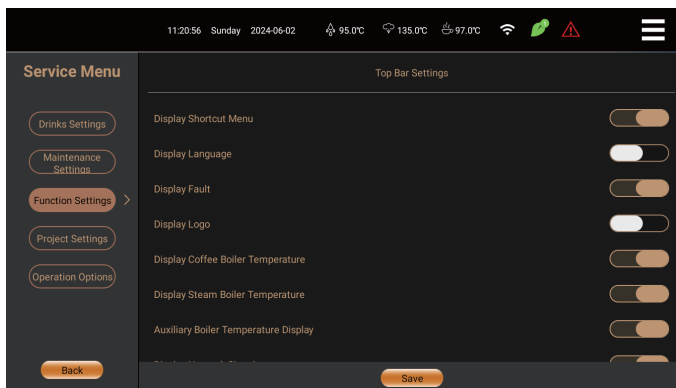 11:20:56 Sunday 2024-06-02 95.0℃ 135.0℃ 97.0℃ 1
Service Menu
Top Bar Settings
Drinks Settings
Maintenance
Settings
Function Settings >
Project Settings
Operation Options
Display Shortcut Menu
Display Language
Display Fault
Display Logo
Display Coffee Boiler Temperature
Display Steam Boiler Temperature
Auxiliary Boiler Temperature Display
Back
Save